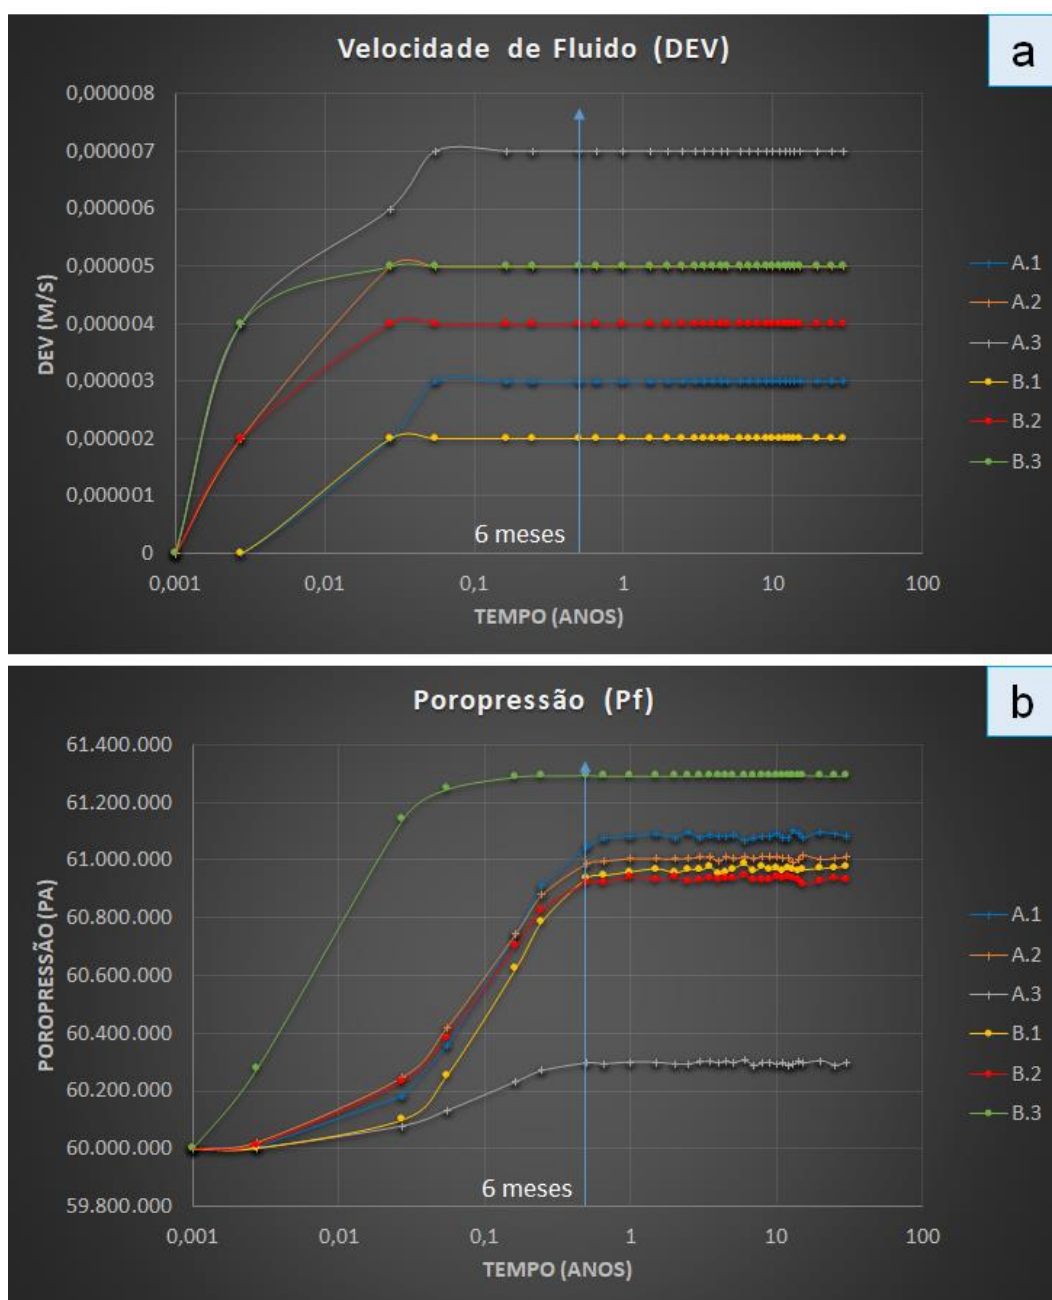 Velocidade de Fluido (DEV)
a
DEV (M/S)
0,000008
0,000007
0,000006
0,000005
0,000004
0,000003
0,000002
0,000001
0
6 meses
0,001
0,01
0,1
1
10
100
TEMPO (ANOS)
A.1
A.2
A.3
B.1
B.2
B.3
Poropressão (Pf)
b
POROPRESSÃO (PA)
61.400.000
61.200.000
61.000.000
60.800.000
60.600.000
60.400.000
60.200.000
60.000.000
59.800.000
6 meses
0,001
0,01
0,1
1
10
100
TEMPO (ANOS)
A.1
A.2
A.3
B.1
B.2
B.3